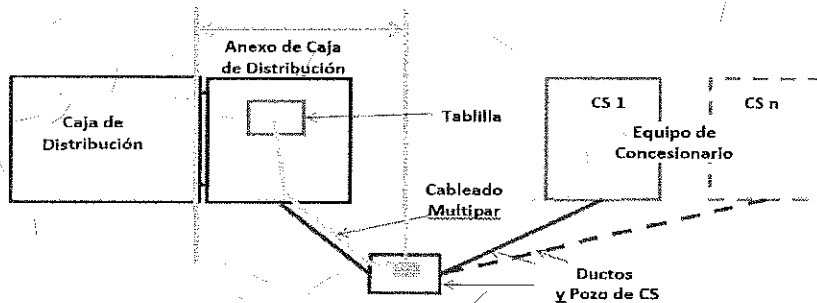 Anexo de Caja
de Distribución
Caja de
Distribución
Tablilla
CS 1
CS n
Equipo de
Concesionario
Cableado
Multipar
Ductos
y Pozo de CS